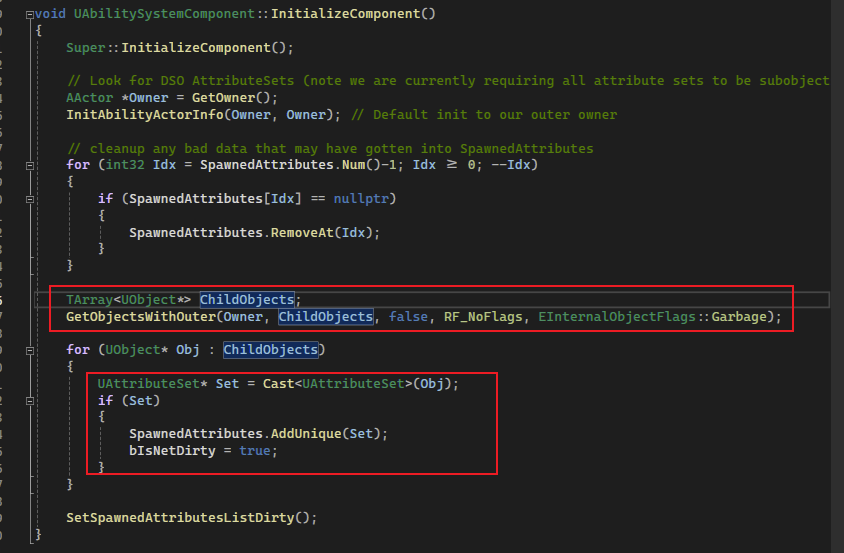 void UAbilitySystemComponent::InitializeComponent()
{
Super::InitializeComponent();
// Look for DSO AttributeSets (note we are currently requiring all attribute sets to be subobject
AActor *Owner = GetOwner();
InitAbilityActorInfo(Owner, Owner); // Default init to our outer owner
// cleanup any bad data that may have gotten into SpawnedAttributes
for (int32 Idx = SpawnedAttributes.Num()-1; Idx ≥ 0; --Idx)
{
if (SpawnedAttributes[Idx] == nullptr)
{
SpawnedAttributes.RemoveAt(Idx);
}
}
TArray<UObject*> ChildObjects;
GetObjectsWithOuter(Owner, ChildObjects, false, RF_NoFlags, EInternalObjectFlags::Garbage);
for (UObject* Obj : ChildObjects)
{
UAttributeSet* Set = Cast<UAttributeSet>(Obj);
if (Set)
{
SpawnedAttributes.AddUnique(Set);
bIsNetDirty = true;
}
}
SetSpawnedAttributesListDirty();
}